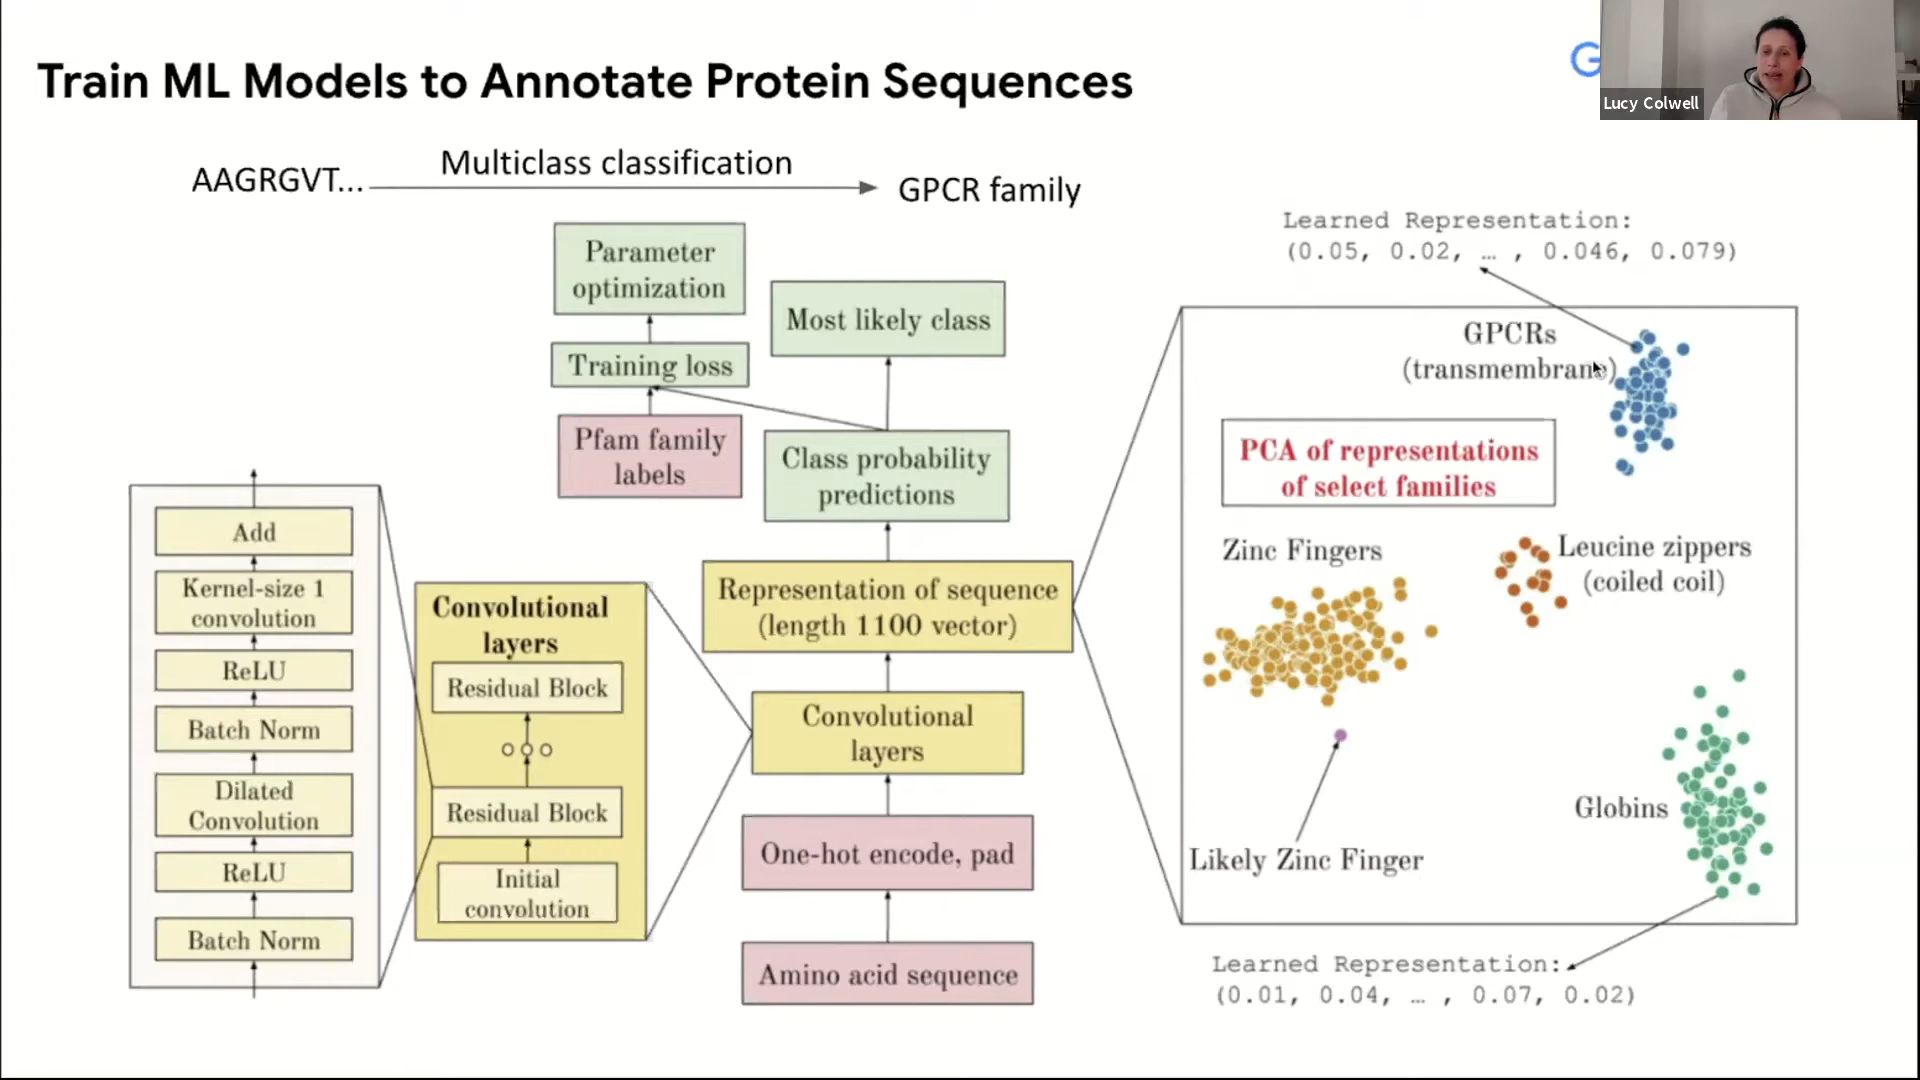 Train ML Models to Annotate Protein Sequences
G
Lucy Colwell
AAGRGVT...
Multiclass classification
GPCR family
Parameter
optimization
Training loss
Pfam family
labels
Most likely class
Class probability
predictions
Representation of sequence
(length 1100 vector)
Convolutional
layers
One-hot encode, pad
Amino acid sequence
Convolutional
layers
Residual Block
Residual Block
Initial
convolution
Add
Kernel-size 1
convolution
ReLU
Batch Norm
Dilated
Convolution
ReLU
Batch Norm
Learned Representation:
(0.05, 0.02, … , 0.046, 0.079)
GPCRs
(transmembrane)
PCA of representations
of select families
Zinc Fingers
Leucine zippers
(coiled coil)
Globins
Likely Zinc Finger
Learned Representation:
(0.01, 0.04, … , 0.07, 0.02)